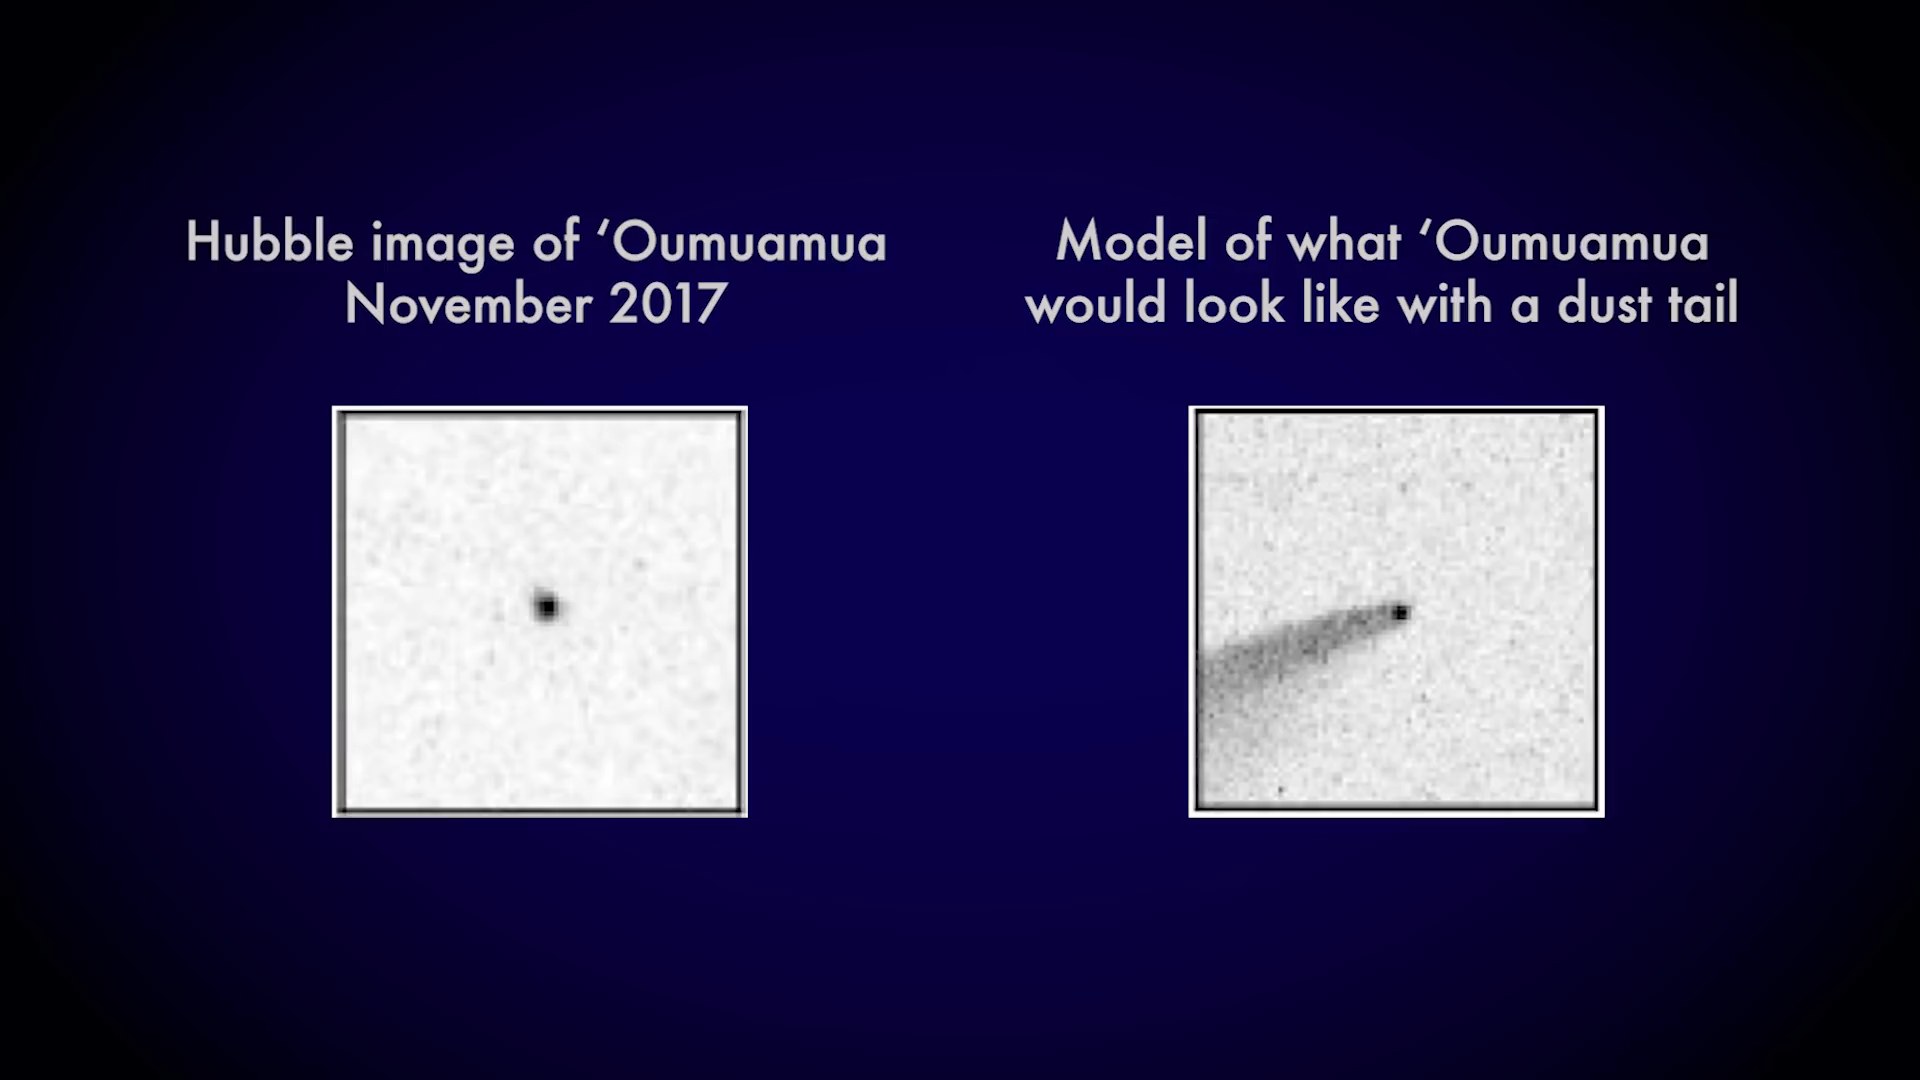 Hubble image of ‘Oumuamua
November 2017
Model of what ‘Oumuamua
would look like with a dust tail